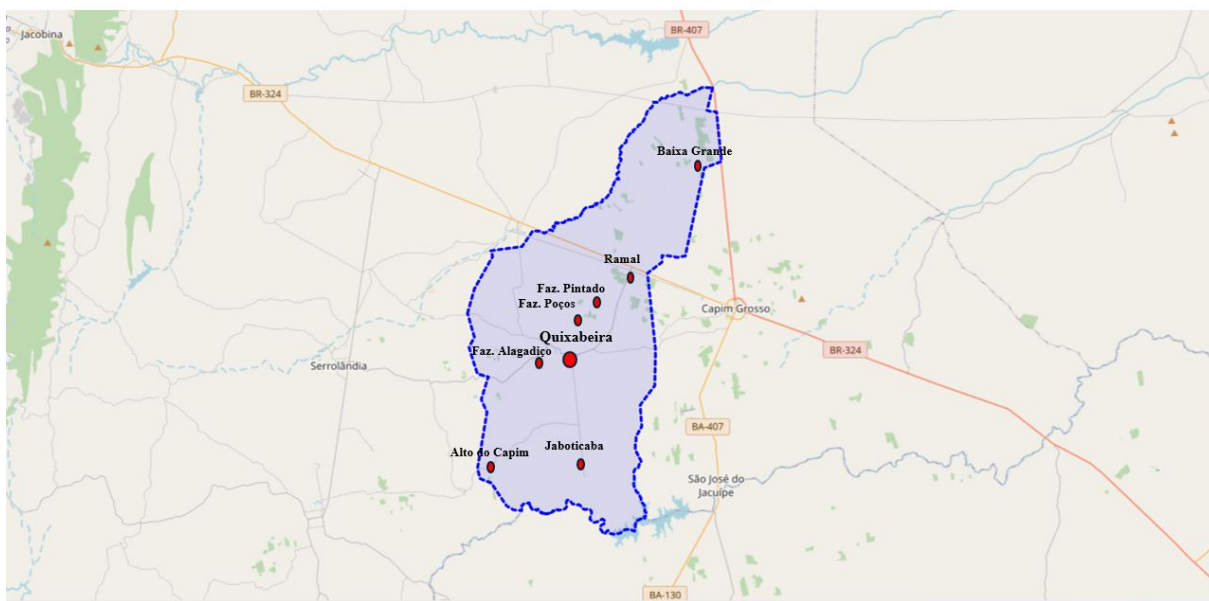 Jacobina
BR-407
BR-324
Baixa Grande
Ramal
Faz. Pintado
Faz. Poços
Capim Grosso
Quixabeira
Faz. Alagadiço
BR-324
Serrolândia
BA-407
Jaboticaba
Alto do Capim
São José do
Jacuípe
BA-130